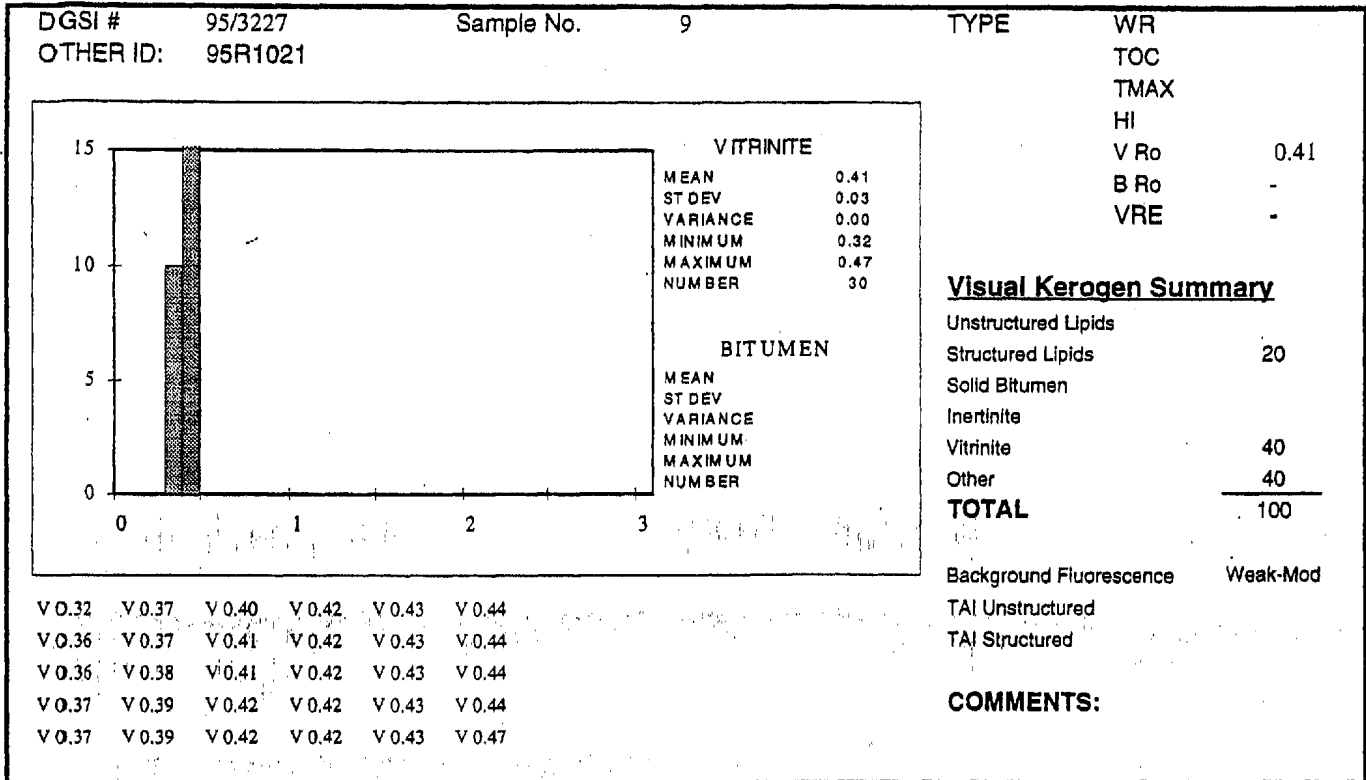 DGSI # 95/3227 Sample No. 9
OTHER ID: 95R1021
15
10
5
0
0 1 2 3
VITRINITE
MEAN 0.41
ST DEV 0.03
VARIANCE 0.00
MINIMUM 0.32
MAXIMUM 0.47
NUMBER 30
BITUMEN
MEAN
ST DEV
VARIANCE
MINIMUM
MAXIMUM
NUMBER
V 0.32 V 0.37 V 0.40 V 0.42 V 0.43 V 0.44
V 0.36 V 0.37 V 0.41 V 0.42 V 0.43 V 0.44
V 0.36 V 0.38 V 0.41 V 0.42 V 0.43 V 0.44
V 0.37 V 0.39 V 0.42 V 0.42 V 0.43 V 0.44
V 0.37 V 0.39 V 0.42 V 0.42 V 0.43 V 0.47
TYPE WR
TOC
TMAX
HI
V Ro 0.41
B Ro -
VRE -
Visual Kerogen Summary
Unstructured Lipids
Structured Lipids 20
Solid Bitumen
Inertinite
Vitrinite 40
Other 40
TOTAL 100
Background Fluorescence Weak-Mod
TAI Unstructured
TAI Structured
COMMENTS: